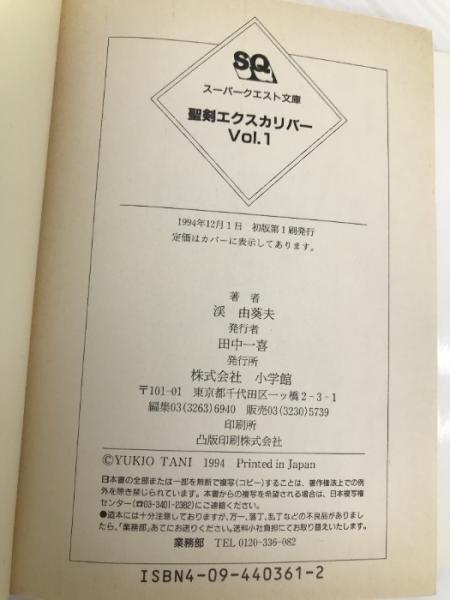 SQ
スーパークエスト文庫
聖剣エクスカリバー
Vol.1
1994年12月1日　初版第1刷発行
定価はカバーに表示してあります。
著者
渓　由葵夫
発行者
田中一喜
発行所
株式会社　小学館
〒101-01　東京都千代田区一ッ橋2-3-1
編集03(3263)6940　販売03(3230)5739
印刷所
凸版印刷株式会社
©YUKIO TANI　1994　Printed in Japan
日本書の全部または一部を無断で複写(コピー)することは、著作権法上での例
外を除き禁じられています。本書からの複写を希望される場合は、日本複写権
センター(☎03-3401-2382)にご連絡ください。
●造本には十分注意しておりますが、万一、落丁、乱丁などの不良品がありまし
たら、「業務部」あてにお送りください。送料小社負担にてお取り替えいたします。
業務部　TEL 0120-336-082
ISBN4-09-440361-2